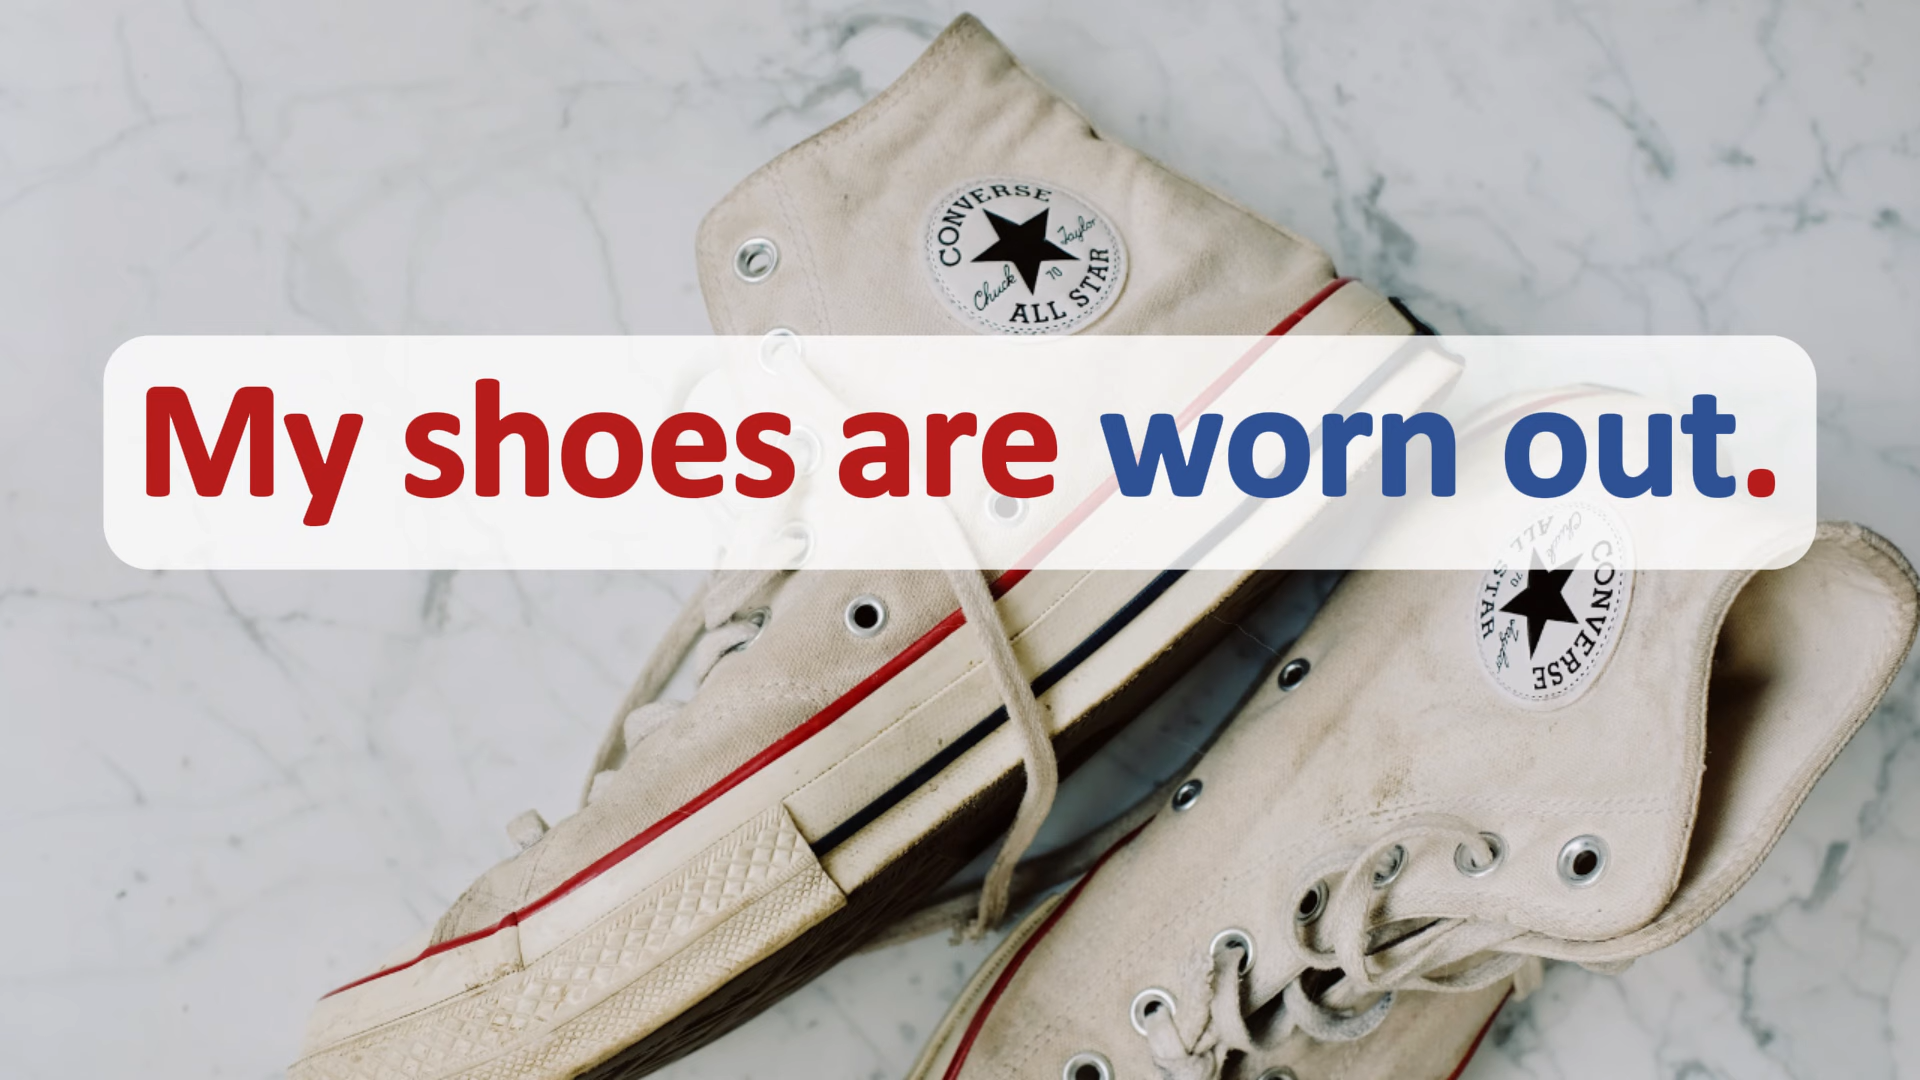 CONVERSE
Chuck 70 Taylor
ALL STAR
My shoes are worn out.
Chuck 70 Taylor
ALL STAR
CONVERSE